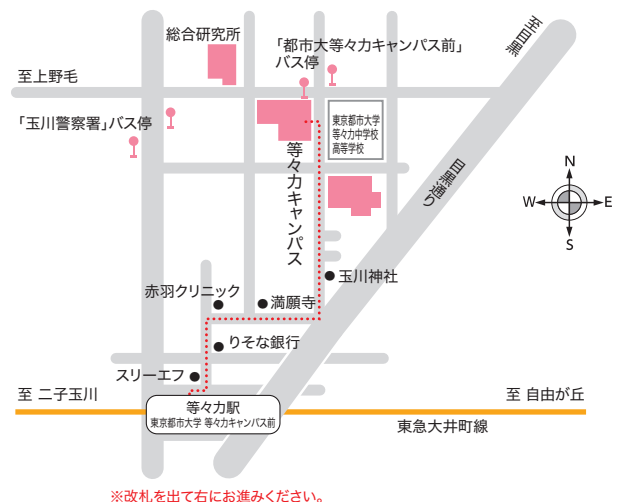 至目黒
総合研究所
「都市大等々力キャンパス前」
バス停
至上野毛
「玉川警察署」バス停
東京都市大学
等々力中学校
高等学校
等々力キャンパス
目黒通り
N
W
E
S
玉川神社
赤羽クリニック
満願寺
りそな銀行
スリーエフ
至 二子玉川
至 自由が丘
等々力駅
東京都市大学 等々力キャンパス前
東急大井町線
※改札を出て右にお進みください。